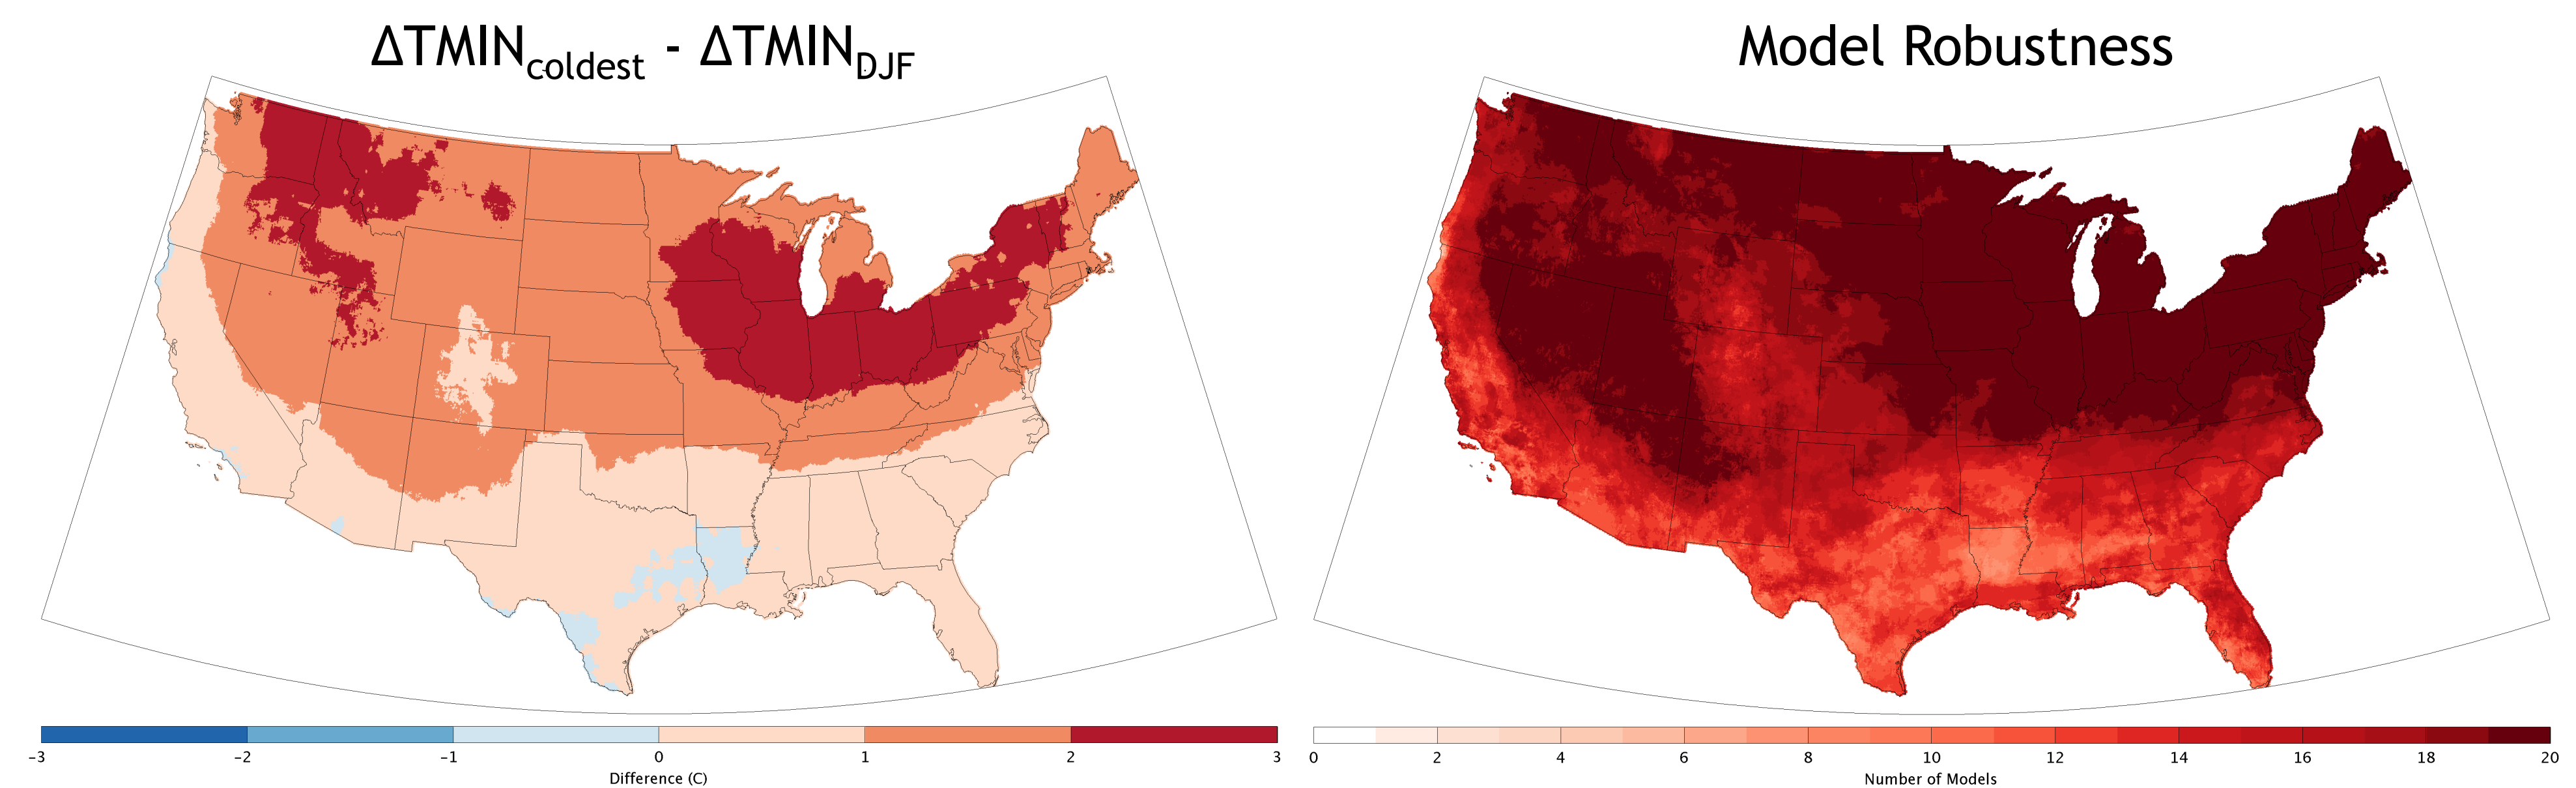 ΔTMINcoldest - ΔTMINDJF
Model Robustness
-3 -2 -1 0 1 2 3
Difference (C)
0 2 4 6 8 10 12 14 16 18 20
Number of Models